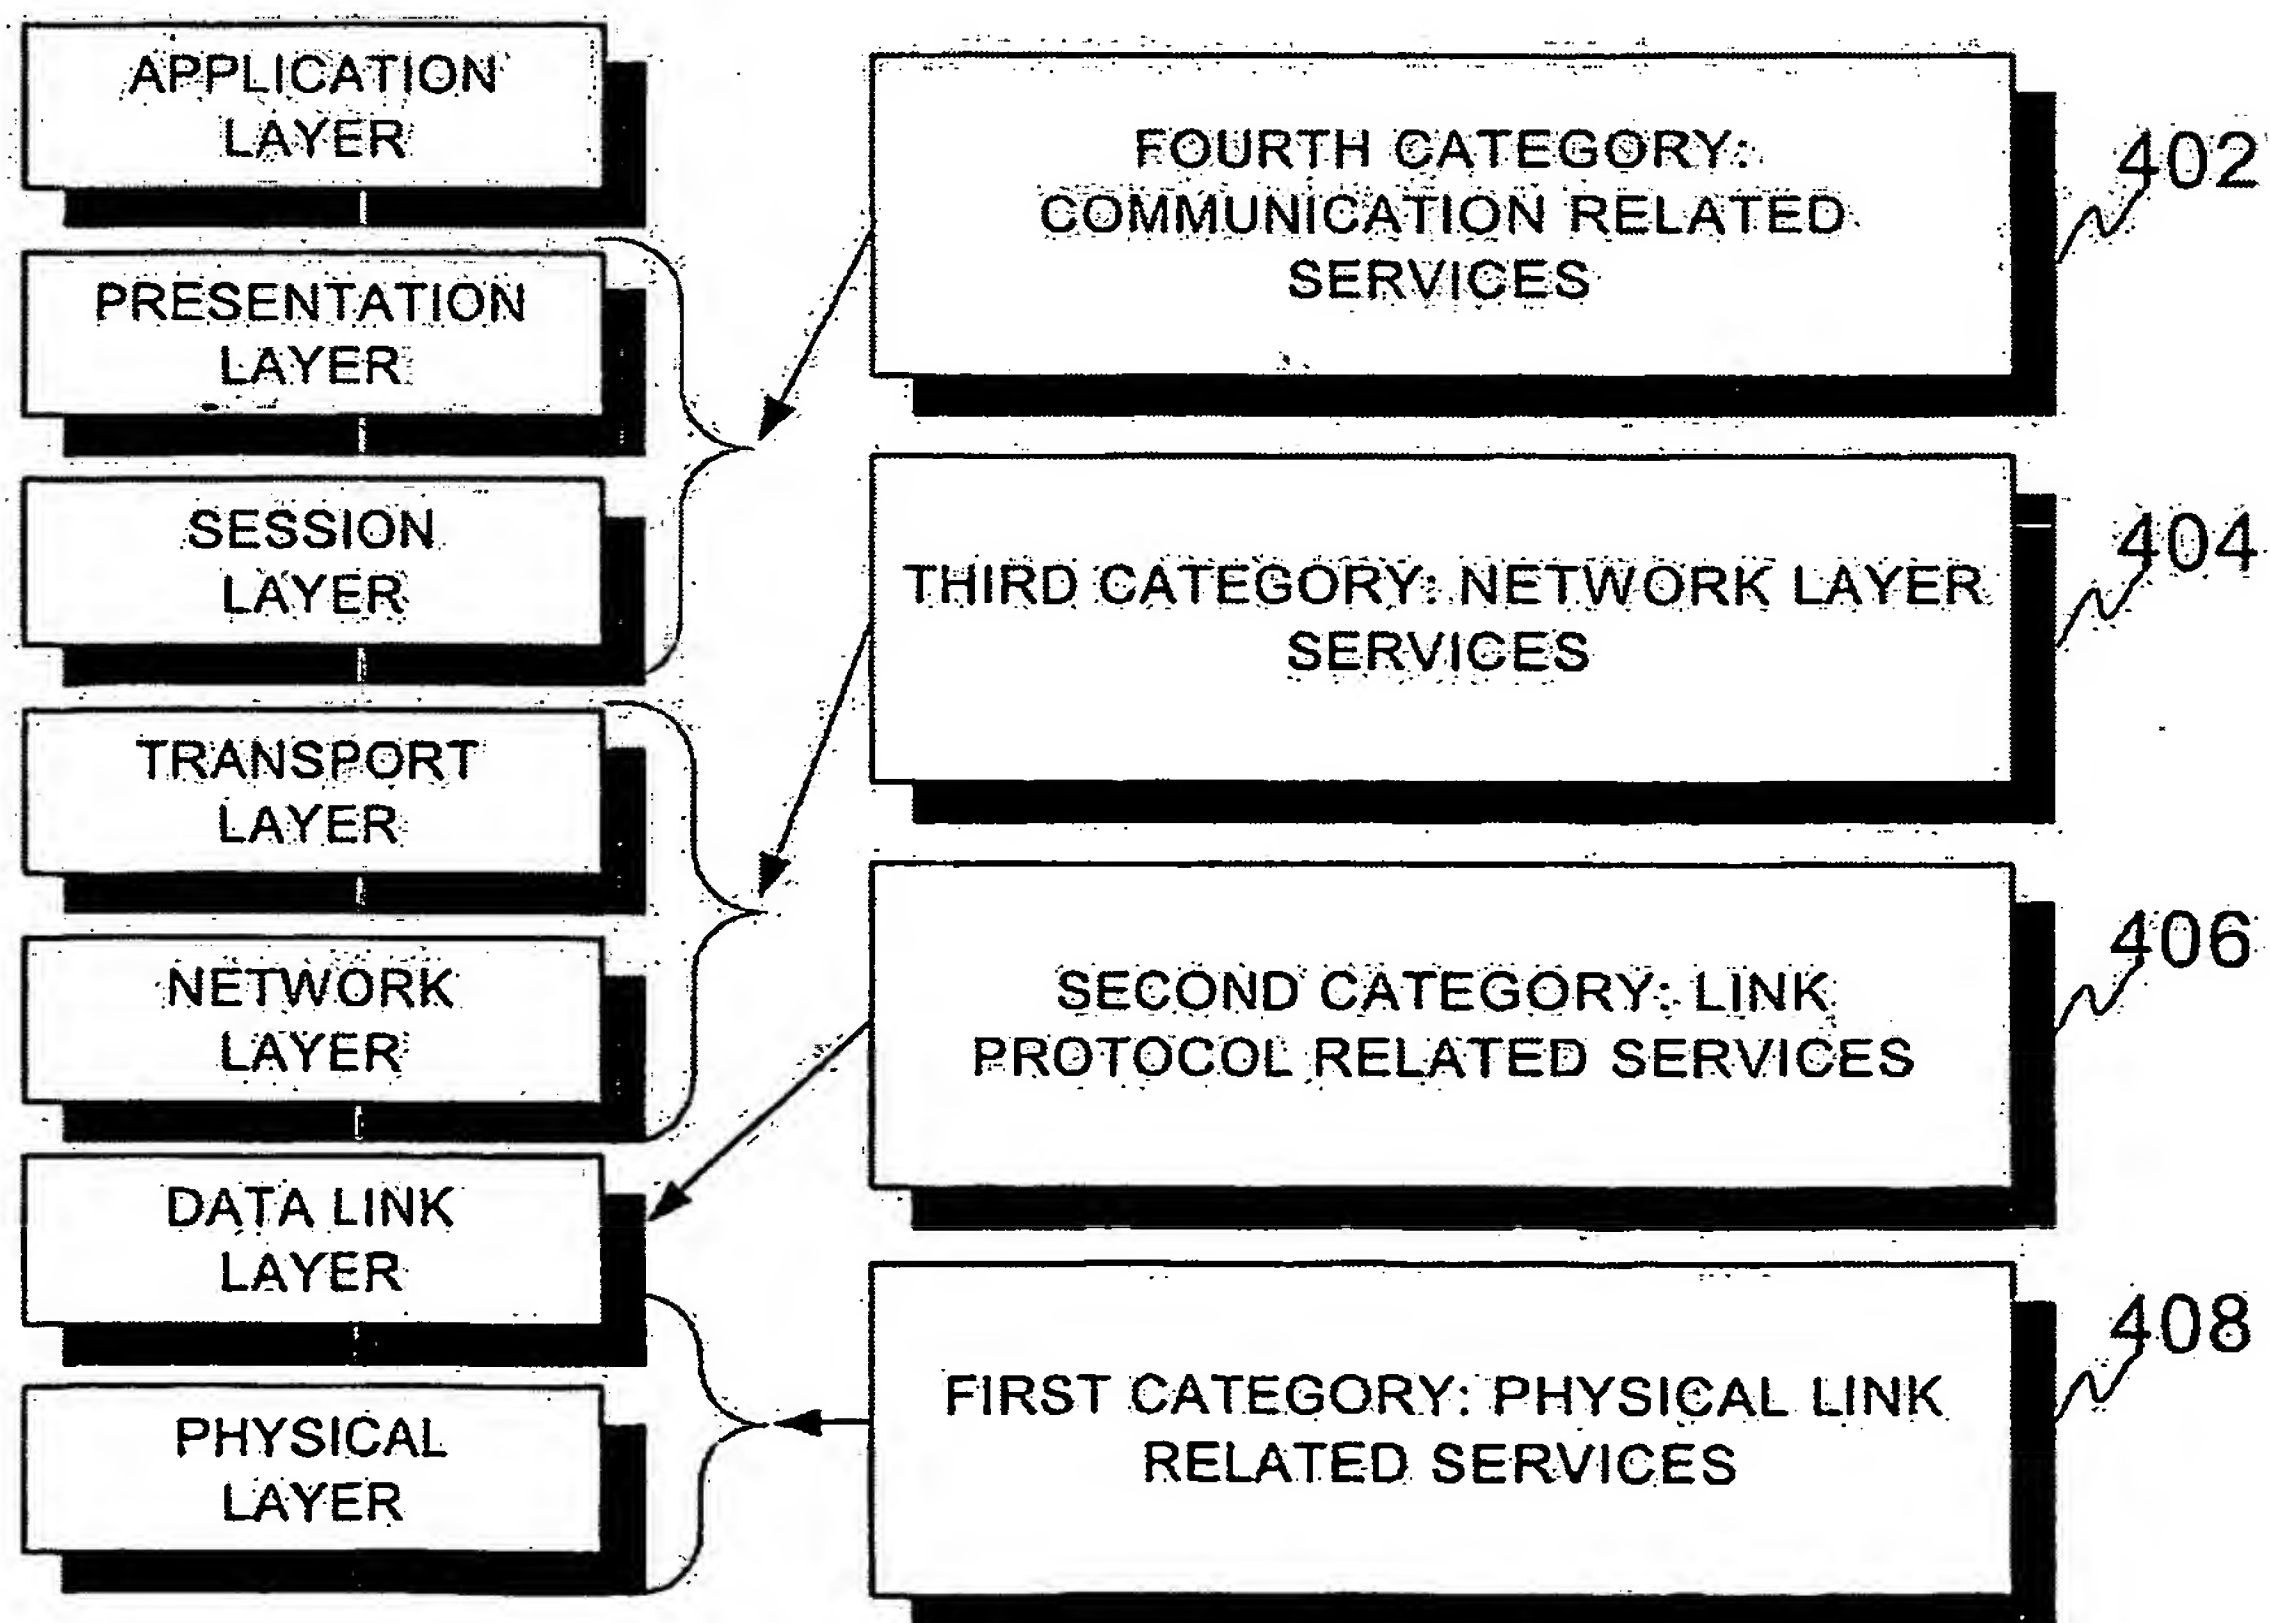 APPLICATION
LAYER
PRESENTATION
LAYER
SESSION
LAYER
TRANSPORT
LAYER
NETWORK
LAYER
DATA LINK
LAYER
PHYSICAL
LAYER
FOURTH CATEGORY:
COMMUNICATION RELATED
SERVICES
402
THIRD CATEGORY: NETWORK LAYER
SERVICES
404
SECOND CATEGORY: LINK
PROTOCOL RELATED SERVICES
406
FIRST CATEGORY: PHYSICAL LINK
RELATED SERVICES
408